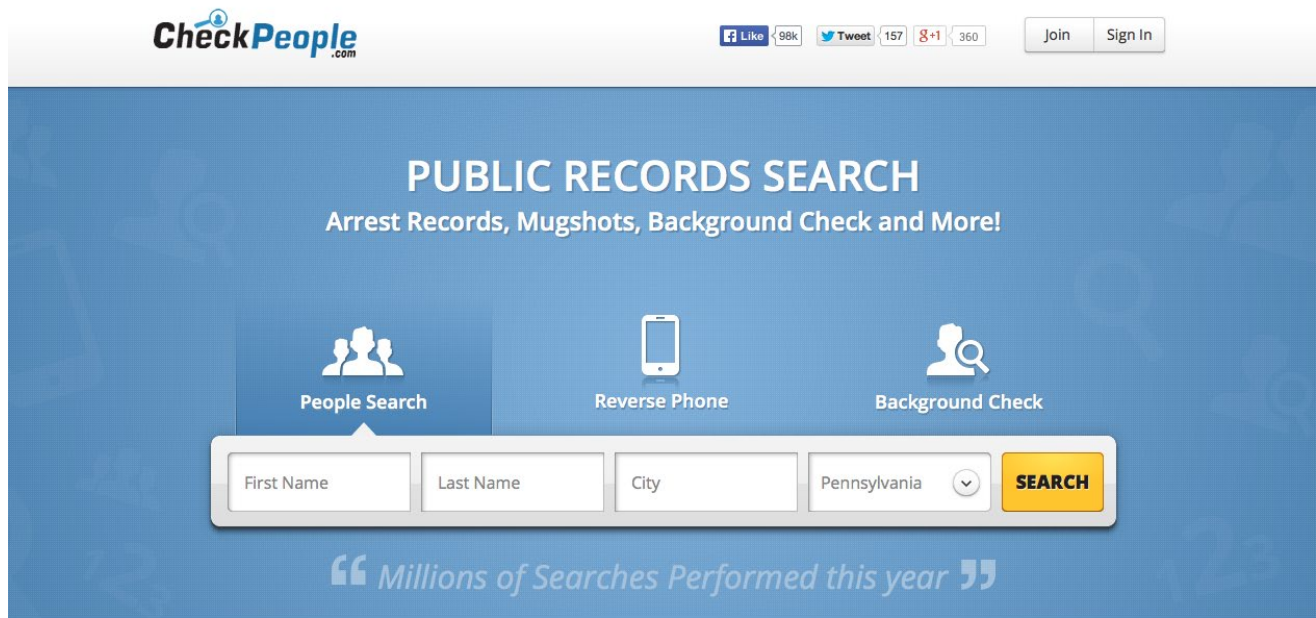 CheckPeople
.com
Like 98k Tweet 157 g+1 360 Join Sign In
PUBLIC RECORDS SEARCH
Arrest Records, Mugshots, Background Check and More!
People Search Reverse Phone Background Check
First Name Last Name City Pennsylvania SEARCH
“ Millions of Searches Performed this year ”
123 123